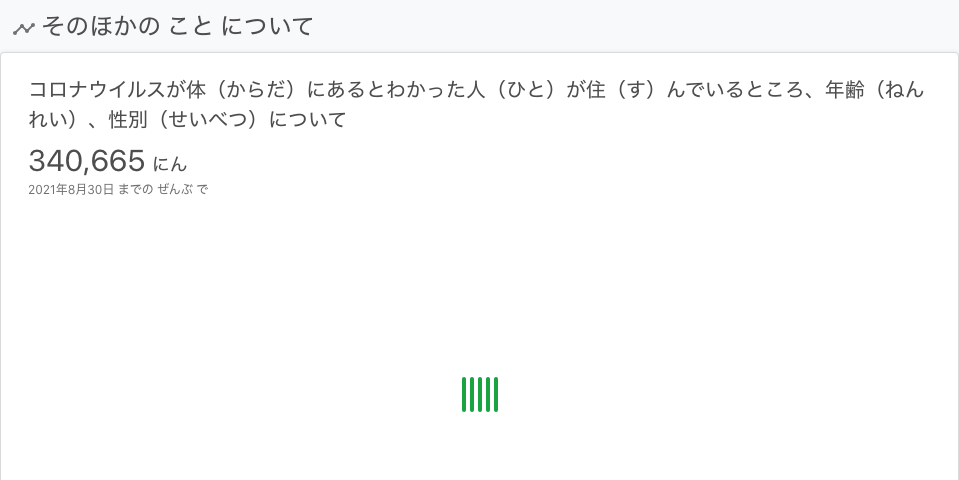 そのほかの こと について
コロナウイルスが体（からだ）にあるとわかった人（ひと）が住（す）んでいるところ、年齢（ねん
れい）、性別（せいべつ）について
340,665 にん
2021年8月30日 までの ぜんぶ で